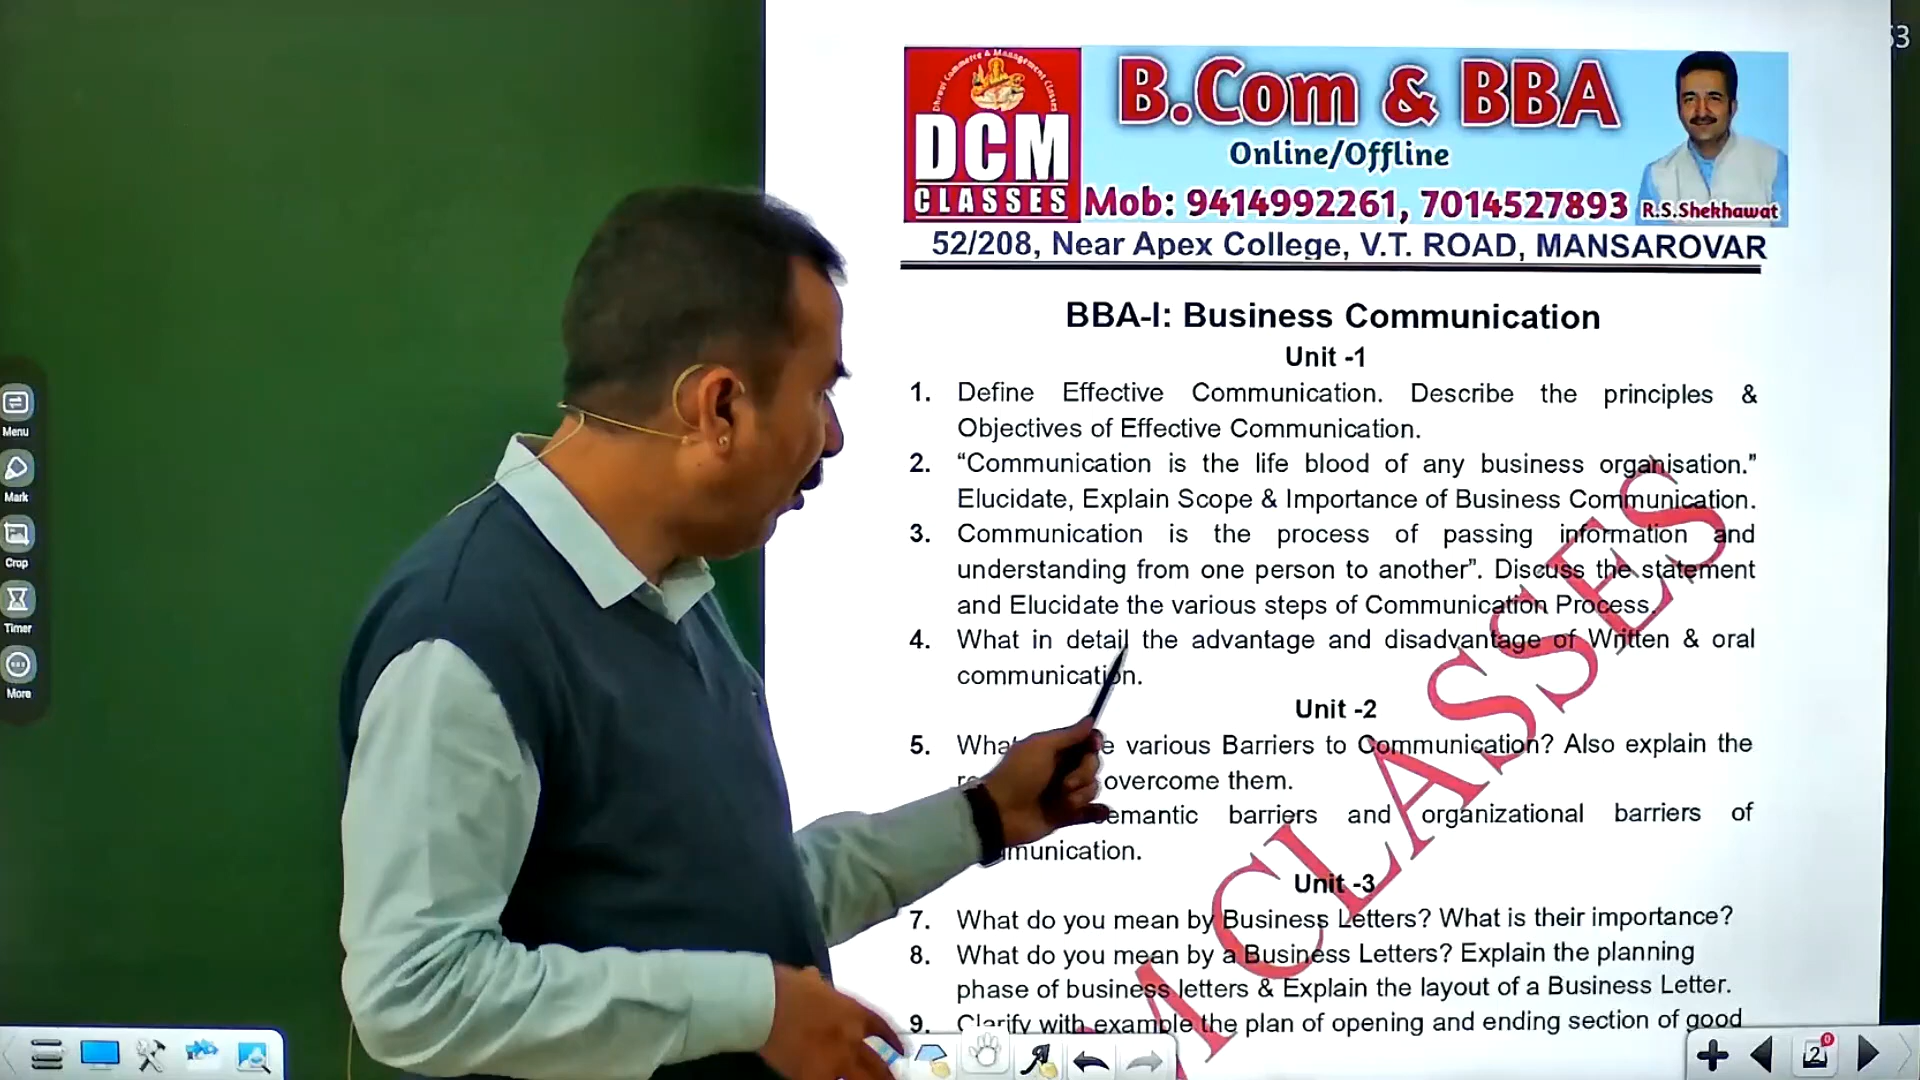 53
Dhruvi Commerce & Management Classes
DCM
CLASSES
B.Com & BBA
Online/Offline
Mob: 9414992261, 7014527893
R.S.Shekhawat
52/208, Near Apex College, V.T. ROAD, MANSAROVAR
BBA-I: Business Communication
Unit -1
1. Define Effective Communication. Describe the principles &
Objectives of Effective Communication.
2. “Communication is the life blood of any business organisation.”
Elucidate, Explain Scope & Importance of Business Communication.
3. Communication is the process of passing information and
understanding from one person to another”. Discuss the statement
and Elucidate the various steps of Communication Process.
4. What in detail the advantage and disadvantage of Written & oral
communication.
Unit -2
5. various Barriers to Communication? Also explain the
overcome them.
barriers and organizational barriers of
Unit -3
7. What do you mean by Business Letters? What is their importance?
8. What do you mean by a Business Letters? Explain the planning
phase of business letters & Explain the layout of a Business Letter.
9. Clarify with example the plan of opening and ending section of good
M CLASSES
Menu
Mark
Crop
Timer
More
2
0